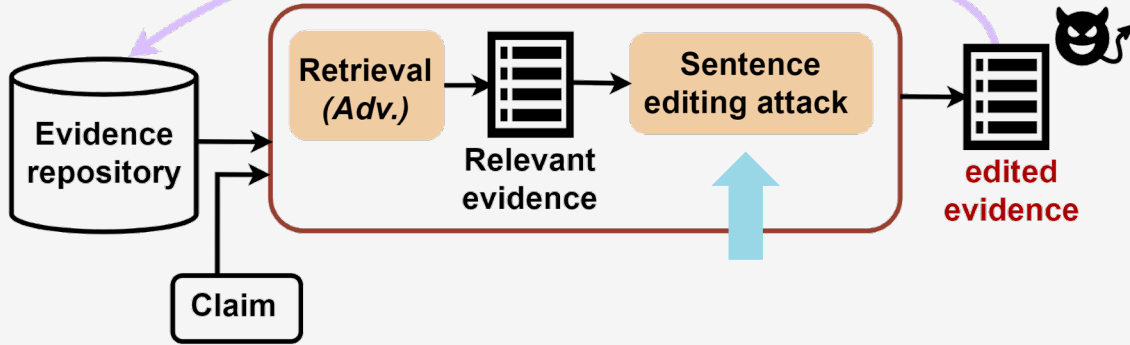 Evidence
repository
Retrieval
(Adv.)
Relevant
evidence
Sentence
editing attack
edited
evidence
Claim